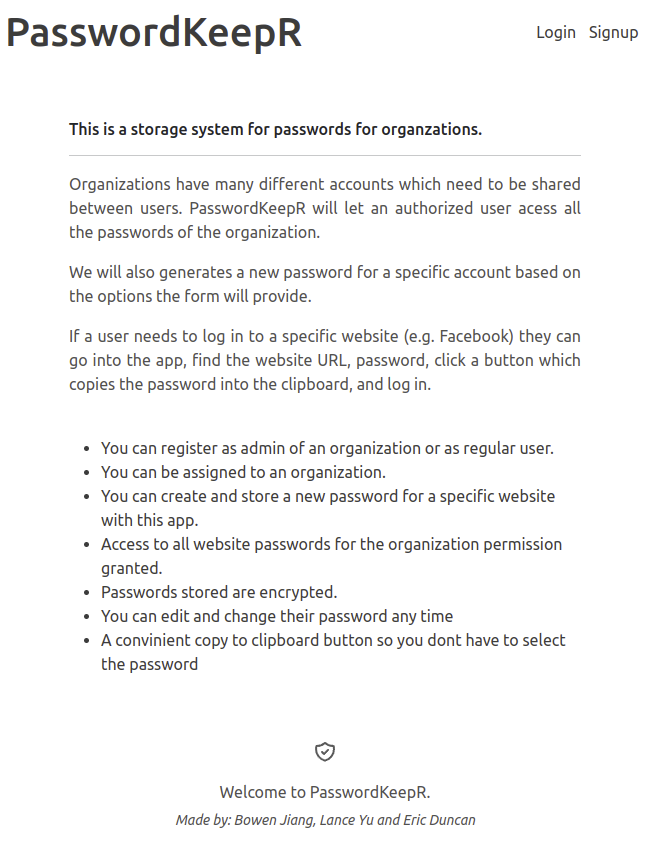 PasswordKeepR
Login Signup
This is a storage system for passwords for organzations.
Organizations have many different accounts which need to be shared
between users. PasswordKeepR will let an authorized user acess all
the passwords of the organization.
We will also generates a new password for a specific account based on
the options the form will provide.
If a user needs to log in to a specific website (e.g. Facebook) they can
go into the app, find the website URL, password, click a button which
copies the password into the clipboard, and log in.
• You can register as admin of an organization or as regular user.
• You can be assigned to an organization.
• You can create and store a new password for a specific website
with this app.
• Access to all website passwords for the organization permission
granted.
• Passwords stored are encrypted.
• You can edit and change their password any time
• A convinient copy to clipboard button so you dont have to select
the password
Welcome to PasswordKeepR.
Made by: Bowen Jiang, Lance Yu and Eric Duncan